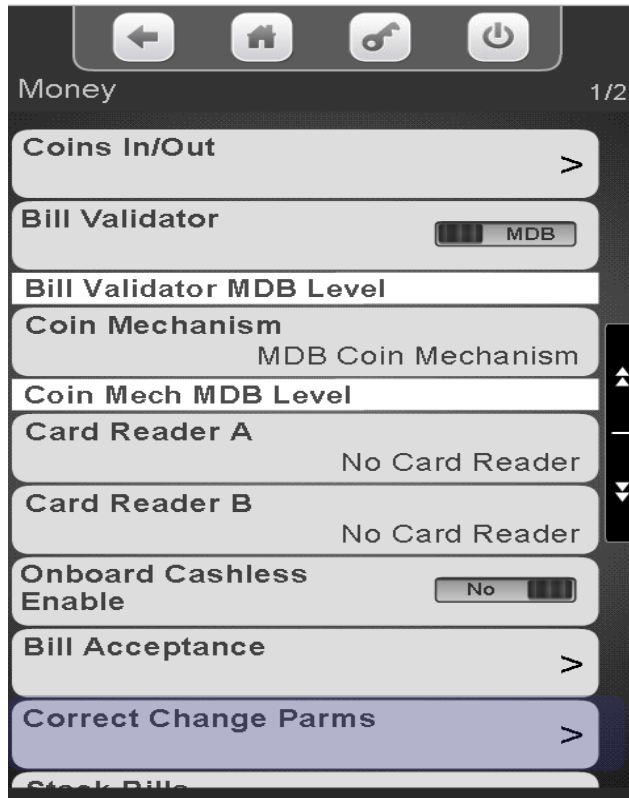 Money
1/2
Coins In/Out
>
Bill Validator
MDB
Bill Validator MDB Level
Coin Mechanism
MDB Coin Mechanism
Coin Mech MDB Level
Card Reader A
No Card Reader
Card Reader B
No Card Reader
Onboard Cashless
Enable
No
Bill Acceptance
>
Correct Change Parms
>
Stack Bills